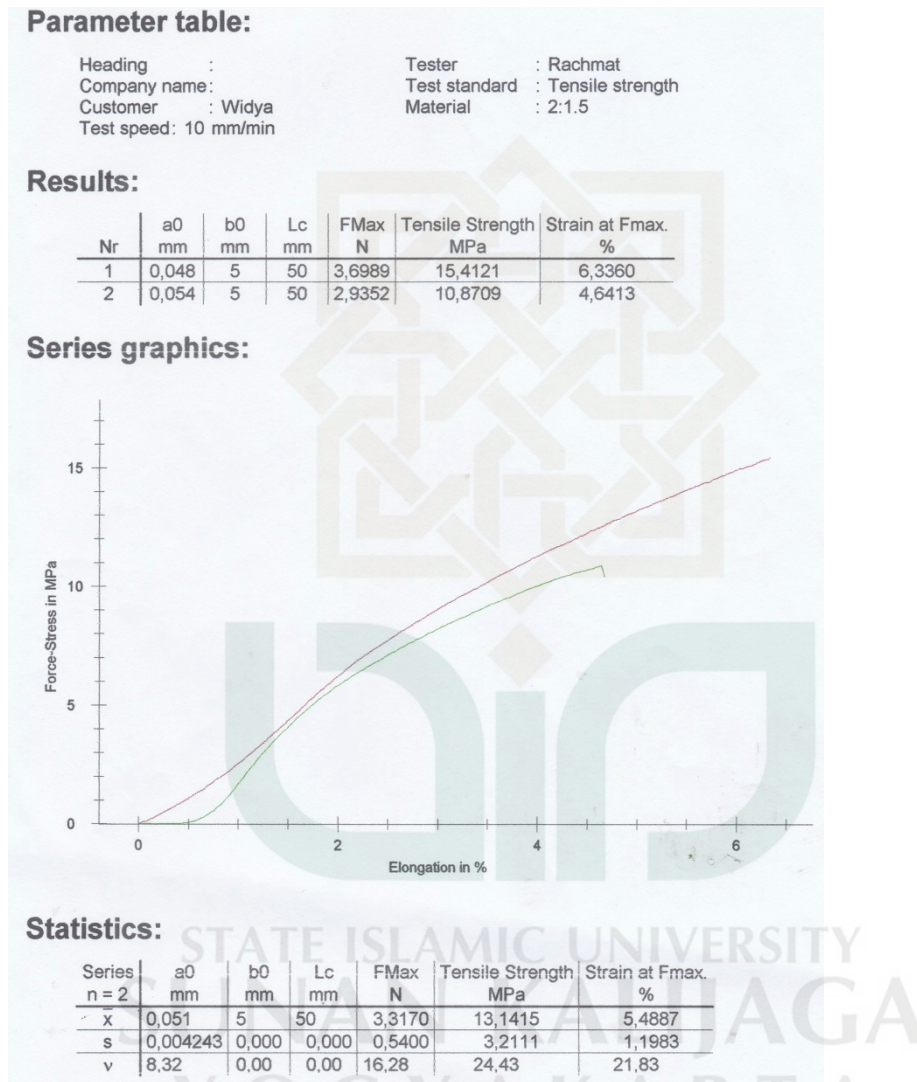 Parameter table:
Heading :
Company name:
Customer : Widya
Test speed: 10 mm/min
Tester : Rachmat
Test standard : Tensile strength
Material : 2:1.5
Results:
Nr a0 mm b0 mm Lc mm FMax N Tensile Strength MPa Strain at Fmax. %
1 0,048 5 50 3,6989 15,4121 6,3360
2 0,054 5 50 2,9352 10,8709 4,6413
Series graphics:
Force-Stress in MPa
15
10
5
0
0 2 4 6
Elongation in %
Statistics:
Series n = 2 a0 mm b0 mm Lc mm FMax N Tensile Strength MPa Strain at Fmax. %
x̅ 0,051 5 50 3,3170 13,1415 5,4887
s 0,004243 0,000 0,000 0,5400 3,2111 1,1983
ν 8,32 0.00 0,00 16,28 24,43 21,83
STATE ISLAMIC UNIVERSITY
SUNAN KALIJAGA
YOGYAKARTA